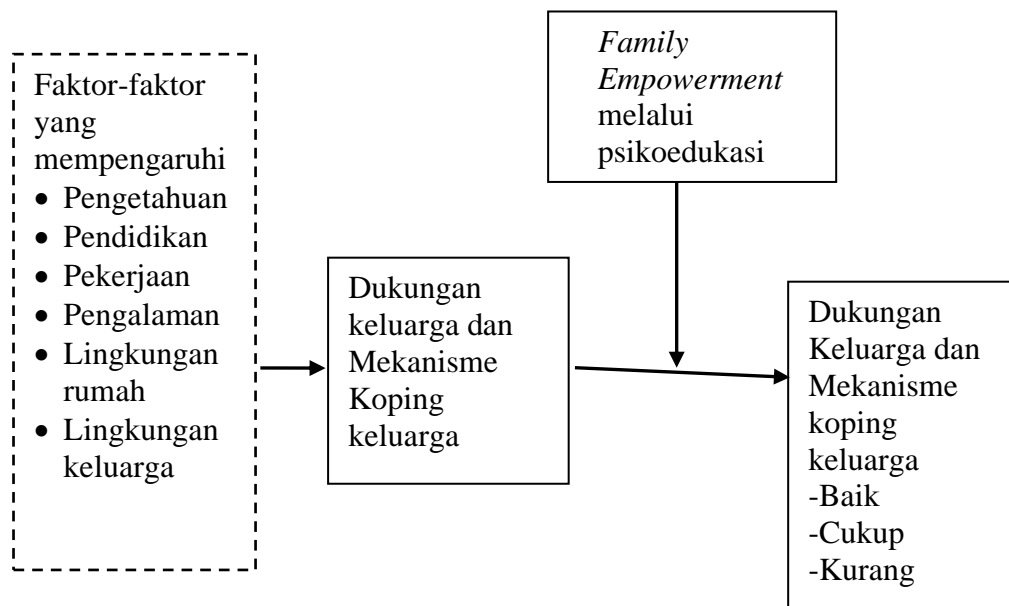 Faktor-faktor
yang
mempengaruhi
• Pengetahuan
• Pendidikan
• Pekerjaan
• Pengalaman
• Lingkungan
rumah
• Lingkungan
keluarga
Dukungan
keluarga dan
Mekanisme
Koping
keluarga
Family
Empowerment
melalui
psikoedukasi
Dukungan
Keluarga dan
Mekanisme
koping
keluarga
-Baik
-Cukup
-Kurang